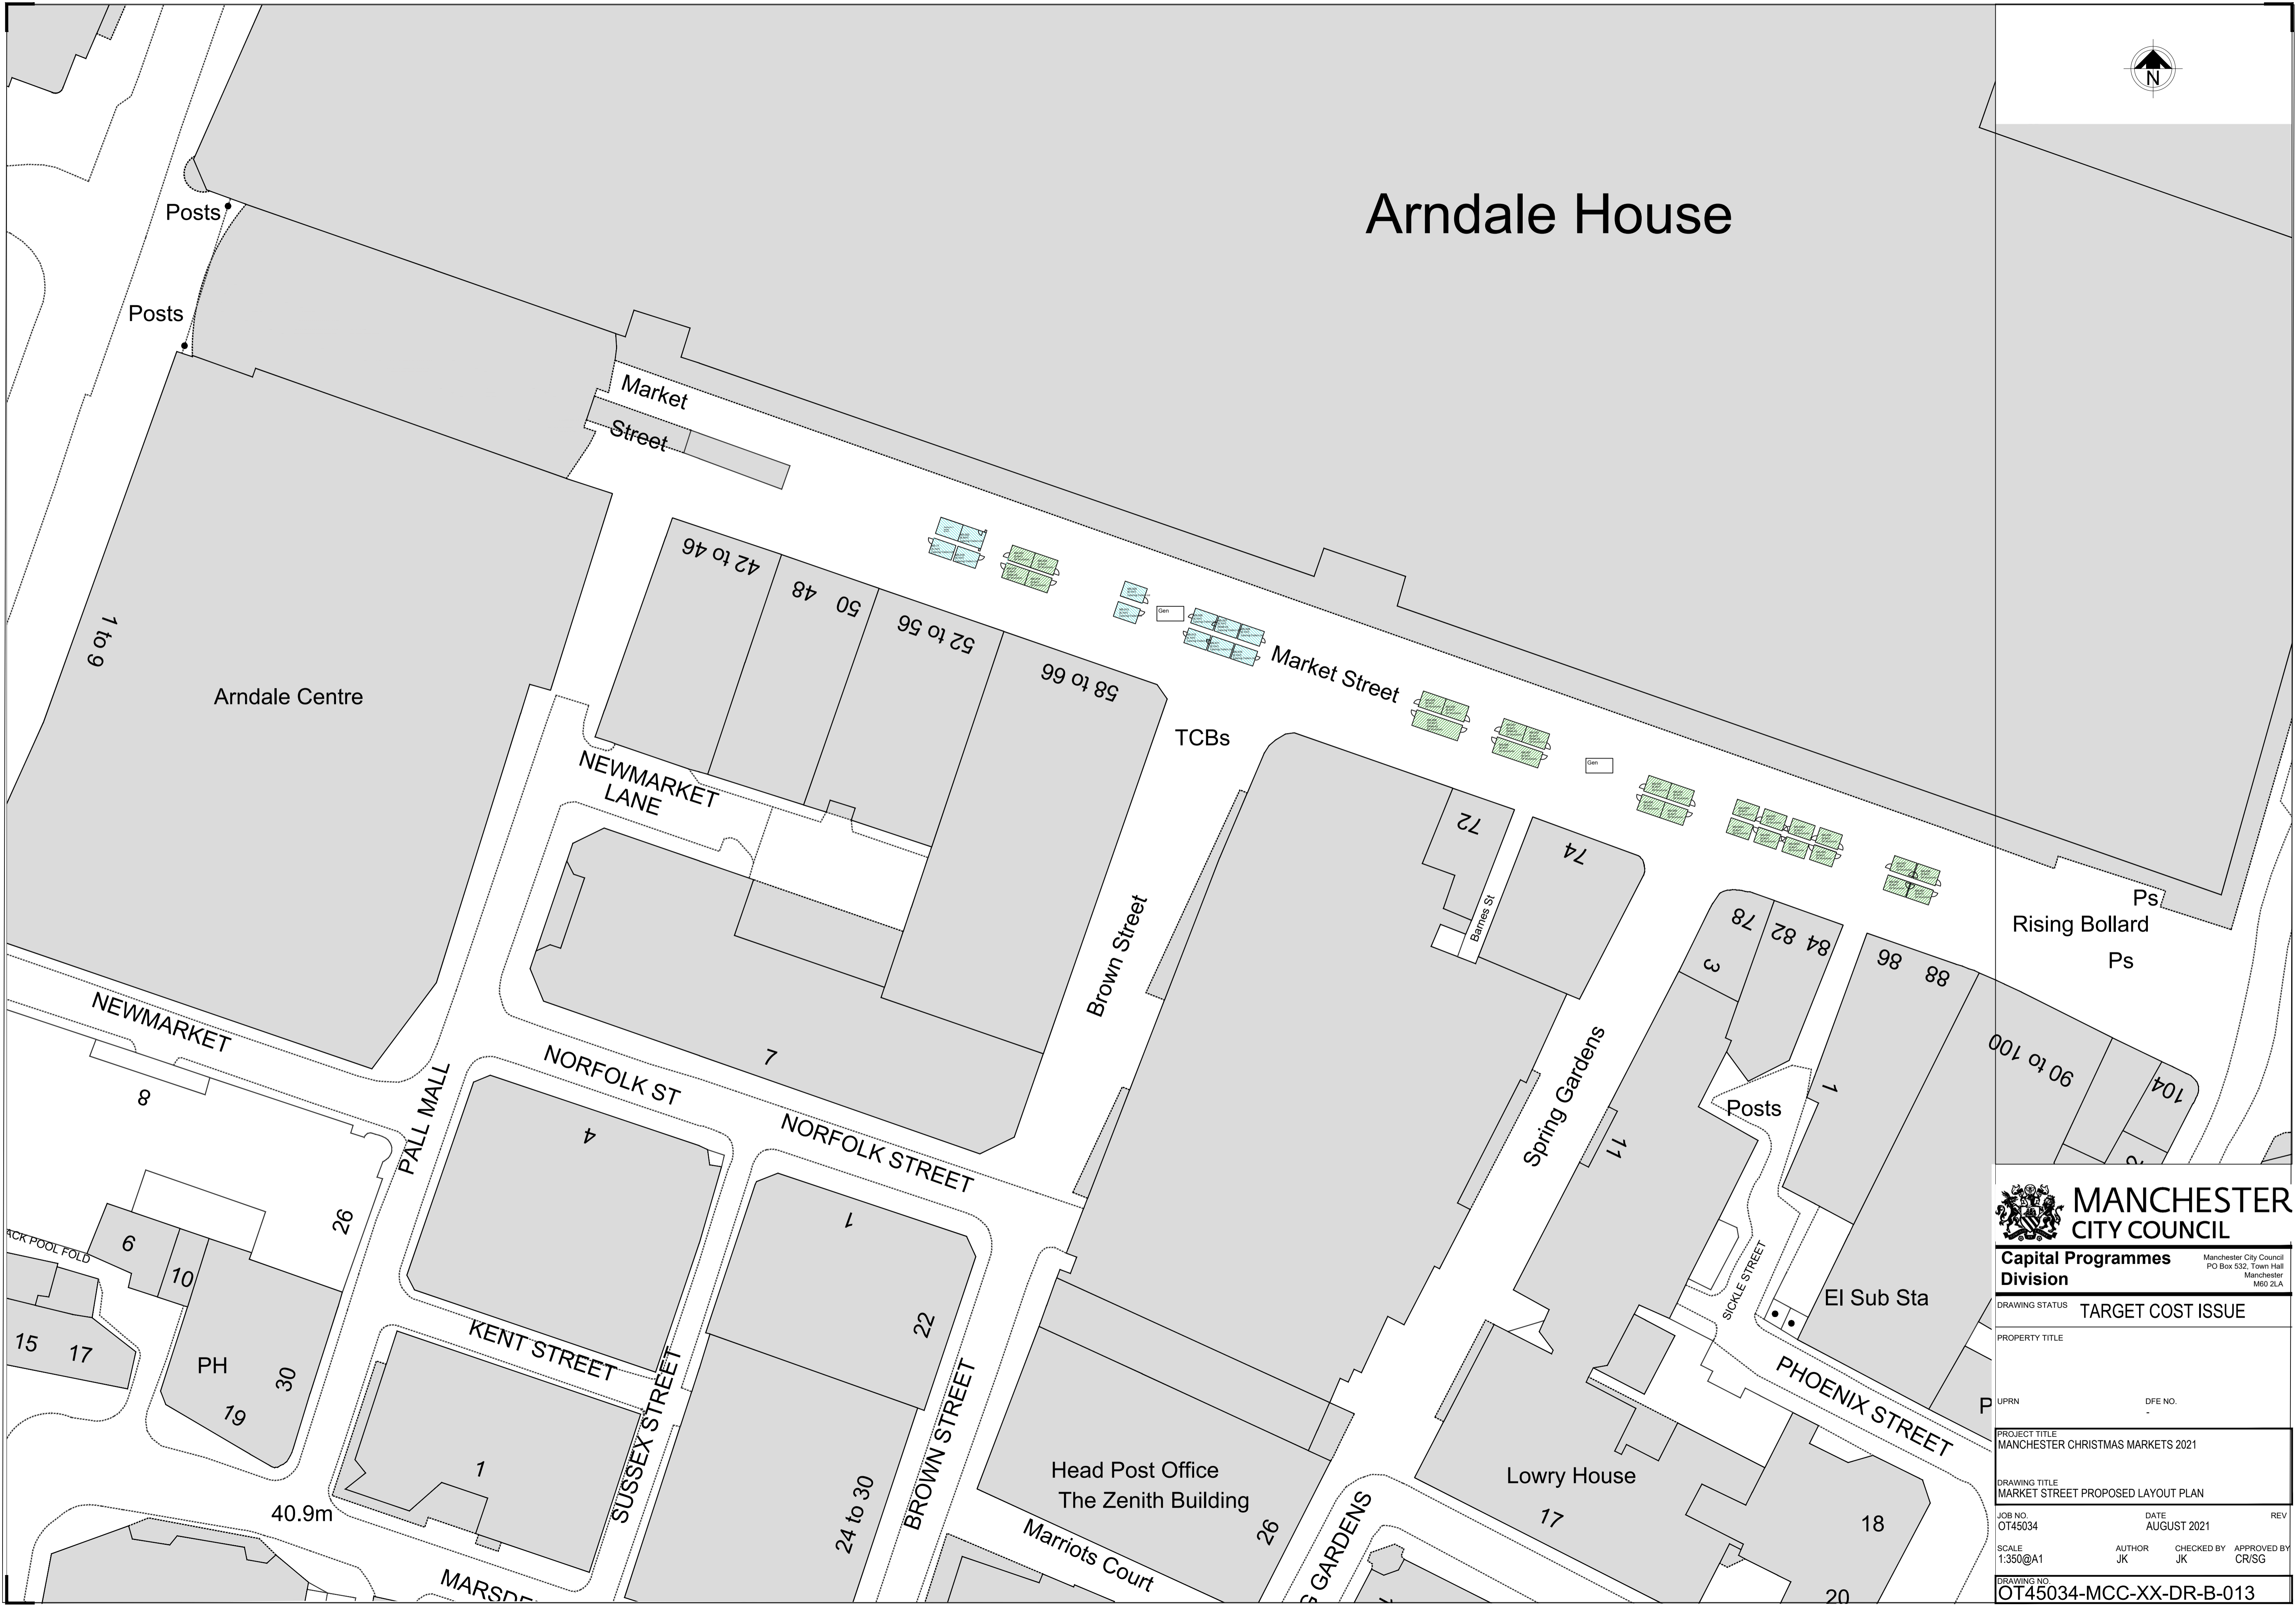 N
Arndale House
Posts
Posts
Market
Street
42 to 46
48
50
52 to 56
58 to 66
Gen
Market Street
TCBs
Gen
1 to 9
Arndale Centre
NEWMARKET
LANE
72
74
Barnes St
78
82
84
3
86
88
Ps
Rising Bollard
Ps
90 to 100
104
Brown Street
Spring Gardens
NEWMARKET
8
PALL MALL
NORFOLK ST
7
NORFOLK STREET
4
1
11
Posts
1
2
26
6
10
ACK POOL FOLD
15
17
PH
30
19
KENT STREET
SUSSEX STREET
22
BROWN STREET
24 to 30
1
40.9m
MARSDE
Head Post Office
The Zenith Building
26
Marriots Court
G GARDENS
Lowry House
17
SICKLE STREET
El Sub Sta
PHOENIX STREET
P
18
20
MANCHESTER
CITY COUNCIL
Capital Programmes
Division
Manchester City Council
PO Box 532, Town Hall
Manchester
M60 2LA
DRAWING STATUS TARGET COST ISSUE
PROPERTY TITLE
UPRN DFE NO.
-
PROJECT TITLE
MANCHESTER CHRISTMAS MARKETS 2021
DRAWING TITLE
MARKET STREET PROPOSED LAYOUT PLAN
JOB NO. DATE REV
OT45034 AUGUST 2021
SCALE AUTHOR CHECKED BY APPROVED BY
1:350@A1 JK JK CR/SG
DRAWING NO.
OT45034-MCC-XX-DR-B-013